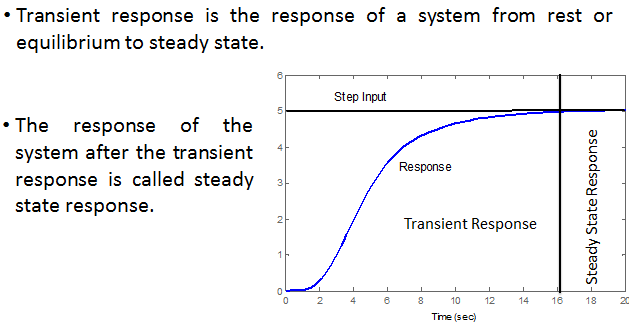 • Transient response is the response of a system from rest or
equilibrium to steady state.
• The response of the
system after the transient
response is called steady
state response.
6
5
4
3
2
1
0
Step Input
Response
Transient Response
Steady State Response
0 2 4 6 8 10 12 14 16 18 20
Time (sec)